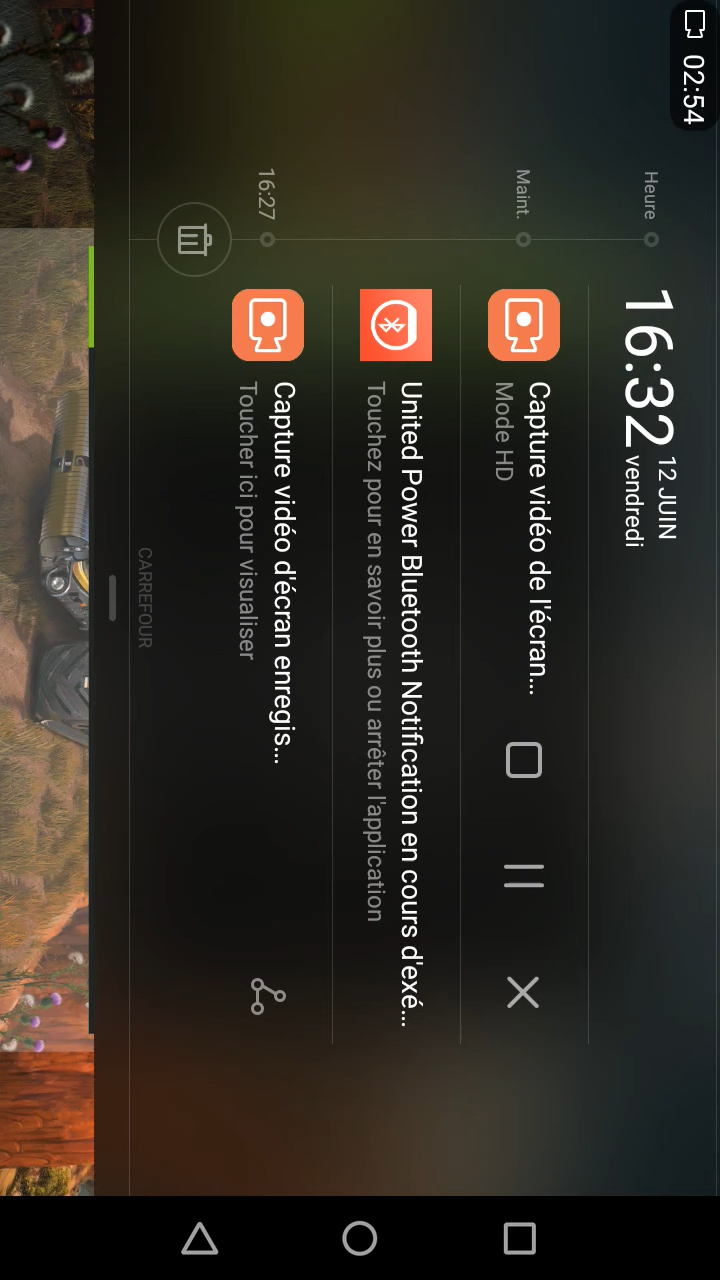 02:54
Heure
16:32
12 JUIN
vendredi
Maint.
Capture vidéo de l'écran...
Mode HD
United Power Bluetooth Notification en cours d'exé...
Touchez pour en savoir plus ou arrêter l'application
16:27
Capture vidéo d'écran enregis...
Toucher ici pour visualiser
CARREFOUR